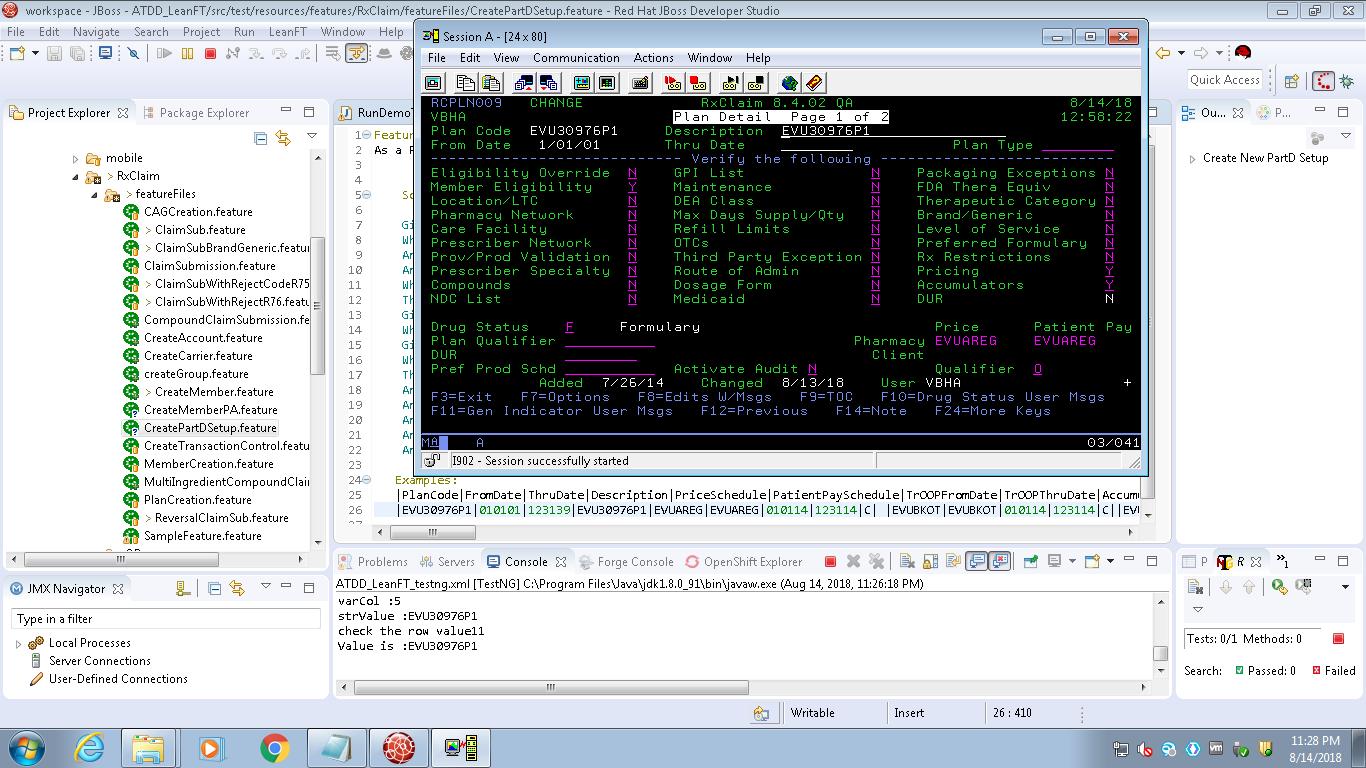 workspace - JBoss - ATDD_LeanFT/src/test/resources/features/RxClaim/featureFiles/CreatePartDSetup.feature - Red Hat JBoss Developer Studio
File Edit Navigate Search Project Run LeanFT Window Help
Quick Access
Project Explorer Package Explorer
mobile
> RxClaim
> featureFiles
CAGCreation.feature
> ClaimSub.feature
> ClaimSubBrandGeneric.featur
ClaimSubmission.feature
> ClaimSubWithRejectCodeR75
> ClaimSubWithRejectR76.featu
CompoundClaimSubmission.fe
CreateAccount.feature
CreateCarrier.feature
createGroup.feature
> CreateMember.feature
CreateMemberPA.feature
CreatePartDSetup.feature
CreateTransactionControl.featu
MemberCreation.feature
MultiIngredientCompoundClai
PlanCreation.feature
> ReversalClaimSub.feature
SampleFeature.feature
JMX Navigator
Type in a filter
Local Processes
Server Connections
User-Defined Connections
RunDemoT
1 Featur
2 As a R
5 Sc
7 Gi
8 Wh
9 An
10 An
11 Wh
12 Th
13 Gi
14 Wh
15 Gi
16 Wh
17 Th
18 An
19 An
20 An
21 An
22 An
24 Examples:
25 |PlanCode|FromDate|ThruDate|Description|PriceSchedule|PatientPaySchedule|TrOOPFromDate|TrOOPThruDate|Accum
26 |EVU30976P1|010101|123139|EVU30976P1|EVUAREG|EVUAREG|010114|123114|C| |EVUBKOT|EVUBKOT|010114|123114|C||EVU
27
Session A - [24 x 80]
File Edit View Communication Actions Window Help
RCPLN009 CHANGE RxClaim 8.4.02 QA 8/14/18
VBHA Plan Detail Page 1 of 2 12:58:22
Plan Code EVU30976P1 Description EVU30976P1
From Date 1/01/01 Thru Date Plan Type
Verify the following
Eligibility Override N GPI List N Packaging Exceptions N
Member Eligibility Y Maintenance N FDA Thera Equiv N
Location/LTC N DEA Class N Therapeutic Category N
Pharmacy Network N Max Days Supply/Qty N Brand/Generic N
Care Facility N Refill Limits N Level of Service N
Prescriber Network N OTCs N Preferred Formulary N
Prov/Prod Validation N Third Party Exception N Rx Restrictions N
Prescriber Specialty N Route of Admin N Pricing Y
Compounds N Dosage Form N Accumulators Y
NDC List N Medicaid N DUR N
Drug Status F Formulary Price Patient Pay
Plan Qualifier Pharmacy EVUAREG EVUAREG
DUR Client
Pref Prod Schd Activate Audit N Qualifier O
Added 7/26/14 Changed 8/13/18 User VBHA +
F3=Exit F7=Options F8=Edits W/Msgs F9=TOC F10=Drug Status User Msgs
F11=Gen Indicator User Msgs F12=Previous F14=Note F24=More Keys
MA A 03/041
I902 - Session successfully started
Ou... P...
Create New PartD Setup
Problems Servers Console Forge Console OpenShift Explorer
ATDD_LeanFT_testng.xml [TestNG] C:\Program Files\Java\jdk1.8.0_91\bin\javaw.exe (Aug 14, 2018, 11:26:18 PM)
varCol :5
strValue :EVU30976P1
check the row value11
Value is :EVU30976P1
P R »1
Tests: 0/1 Methods: 0
Search: Passed: 0 Failed
Writable Insert 26 : 410
11:28 PM
8/14/2018